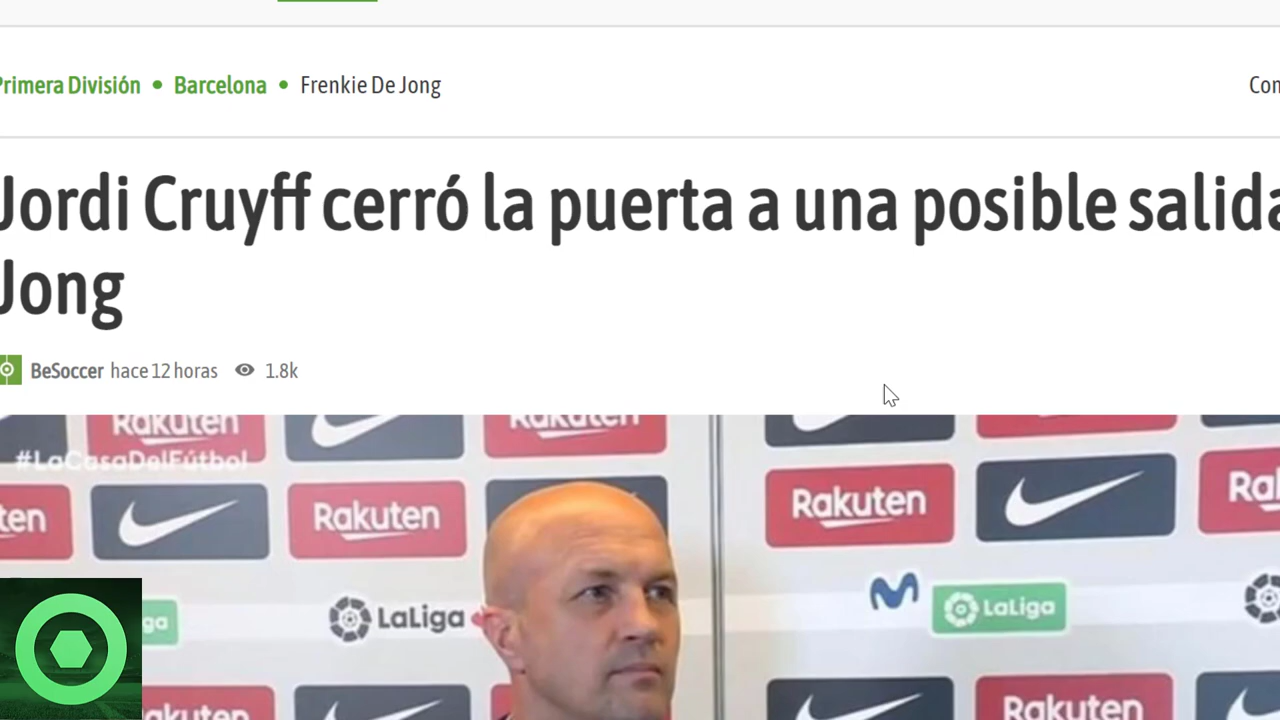 Primera División • Barcelona • Frenkie De Jong
Jordi Cruyff cerró la puerta a una posible salida
Jong
BeSoccer hace 12 horas 1.8k
Rakuten Rakuten
#LaCasaDelFútbol
Rakuten Rakuten
LaLiga LaLiga
Rakuten